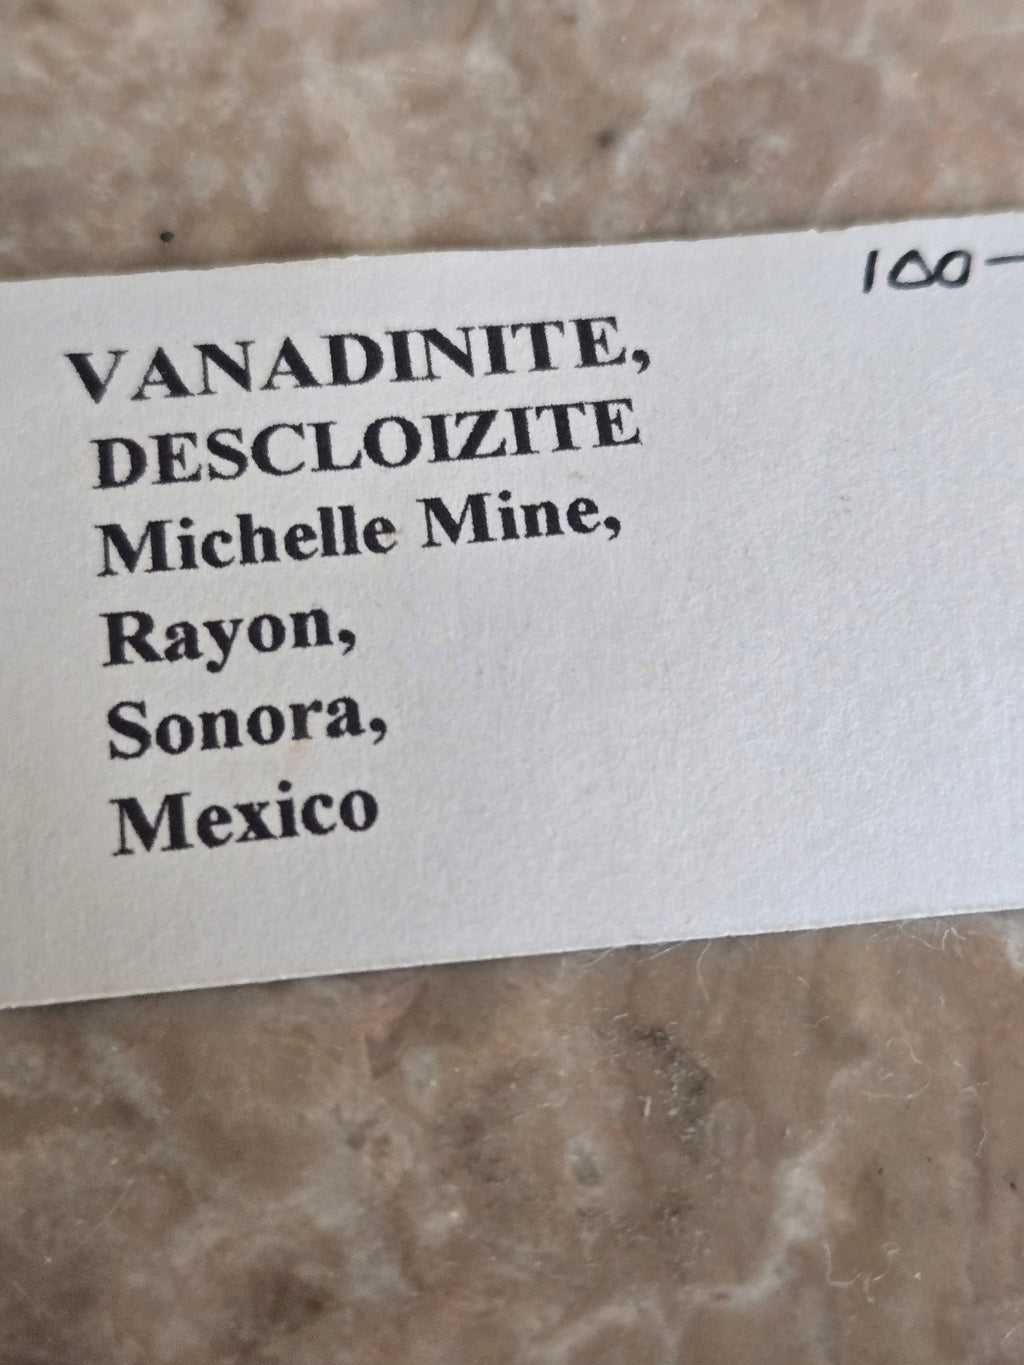 100-
VANADINITE,
DESCLOIZITE
Michelle Mine,
Rayon,
Sonora,
Mexico